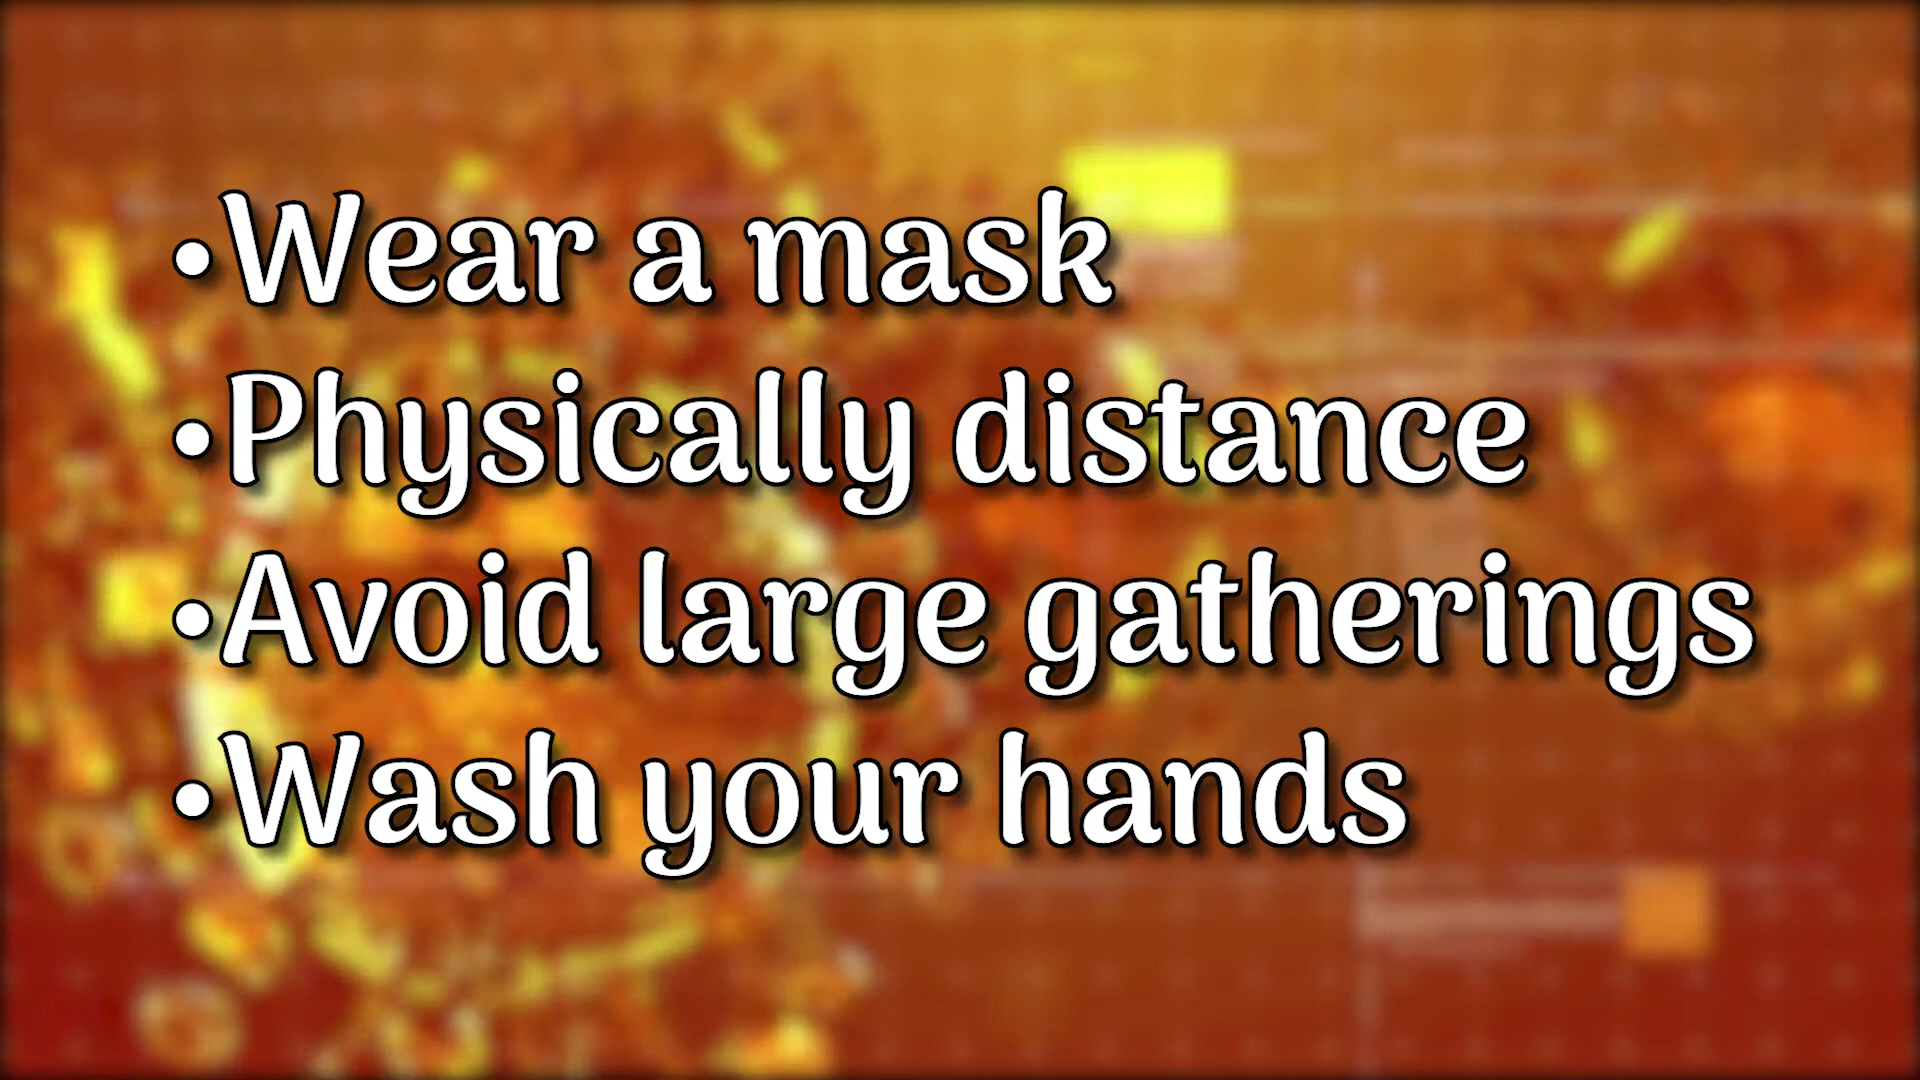 •Wear a mask
•Physically distance
•Avoid large gatherings
•Wash your hands